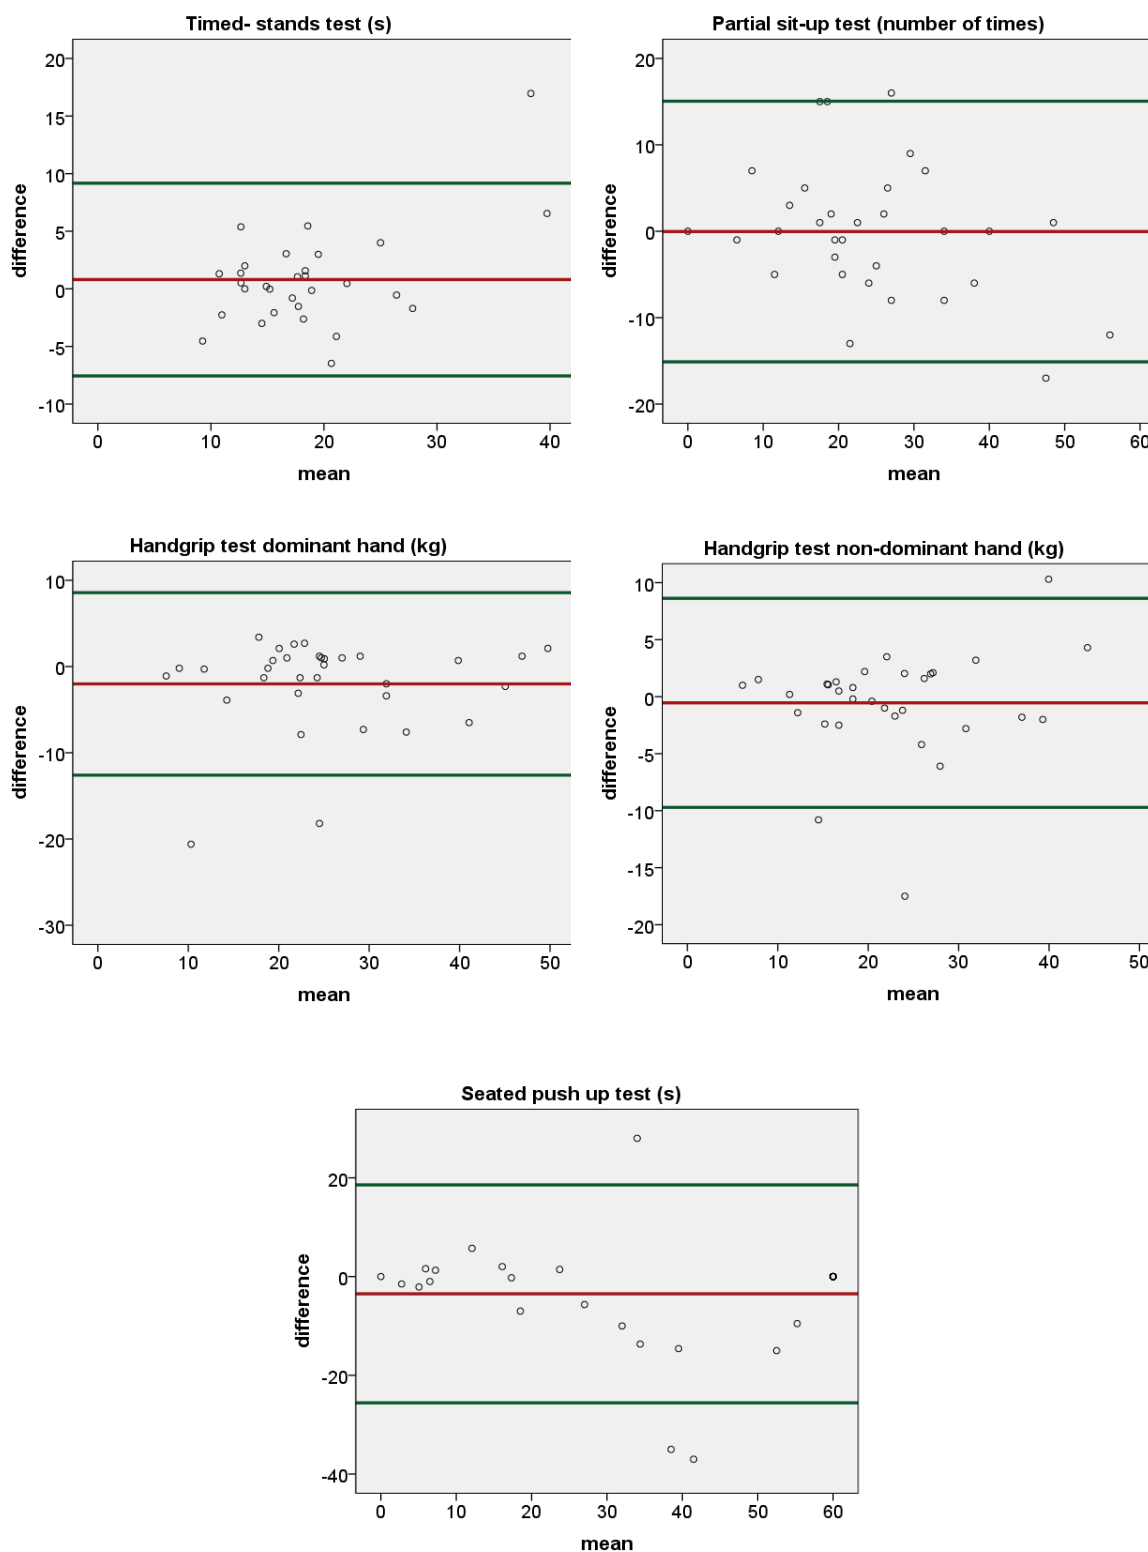 Timed- stands test (s)
20
15
10
5
0
-5
-10
difference
0 10 20 30 40
mean
Partial sit-up test (number of times)
20
10
0
-10
-20
difference
0 10 20 30 40 50 60
mean
Handgrip test dominant hand (kg)
10
0
-10
-20
-30
difference
0 10 20 30 40 50
mean
Handgrip test non-dominant hand (kg)
10
5
0
-5
-10
-15
-20
difference
0 10 20 30 40 50
mean
Seated push up test (s)
20
0
-20
-40
difference
0 10 20 30 40 50 60
mean